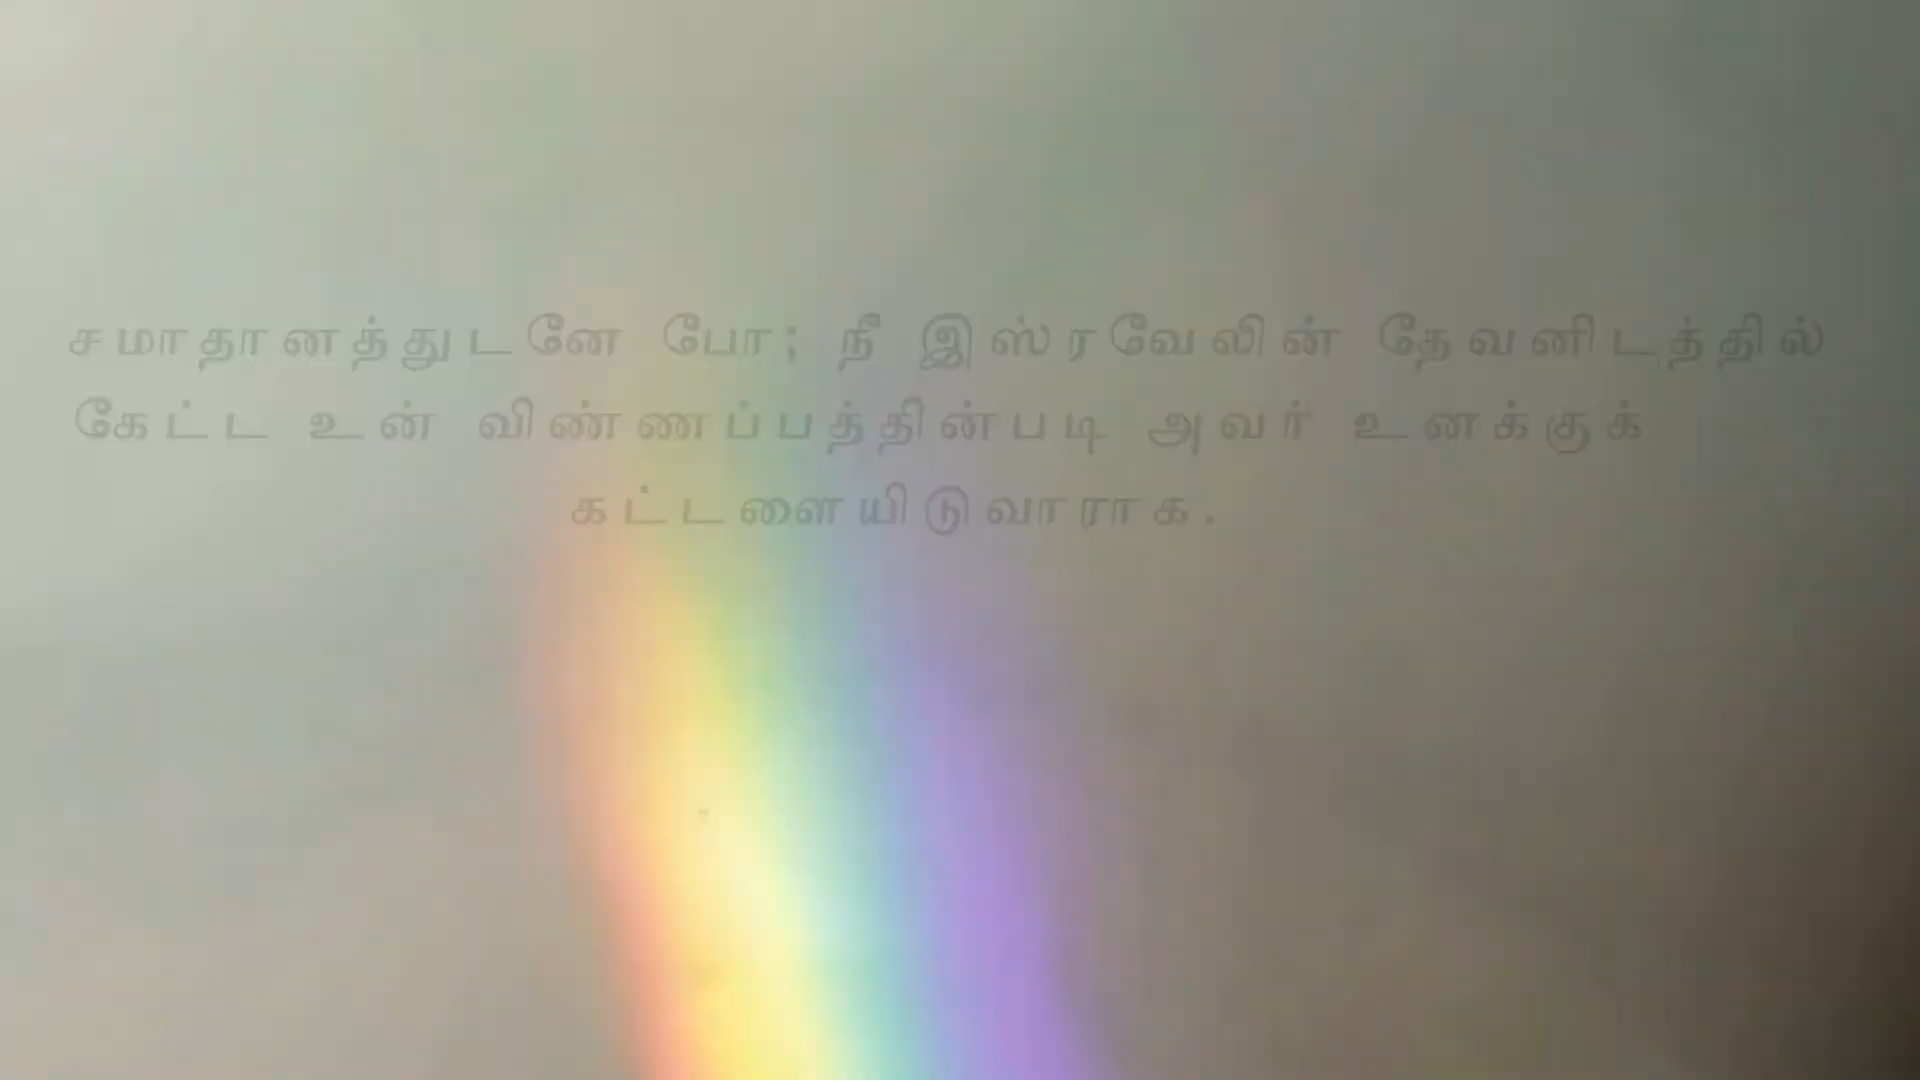 சமாதானத்துடனே போ; நீ இஸ்ரவேலின் தேவனிடத்தில்
கேட்ட உன் விண்ணப்பத்தின்படி அவர் உனக்குக்
கட்டளையிடுவாராக.